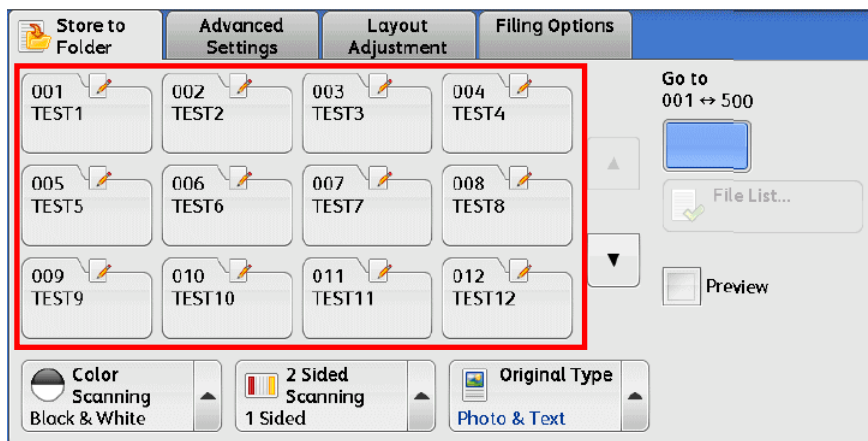 Store to
Folder
Advanced
Settings
Layout
Adjustment
Filing Options
001
TEST1
002
TEST2
003
TEST3
004
TEST4
Go to
001 ↔ 500
005
TEST5
006
TEST6
007
TEST7
008
TEST8
File List...
009
TEST9
010
TEST10
011
TEST11
012
TEST12
Preview
Color
Scanning
Black & White
2 Sided
Scanning
1 Sided
Original Type
Photo & Text